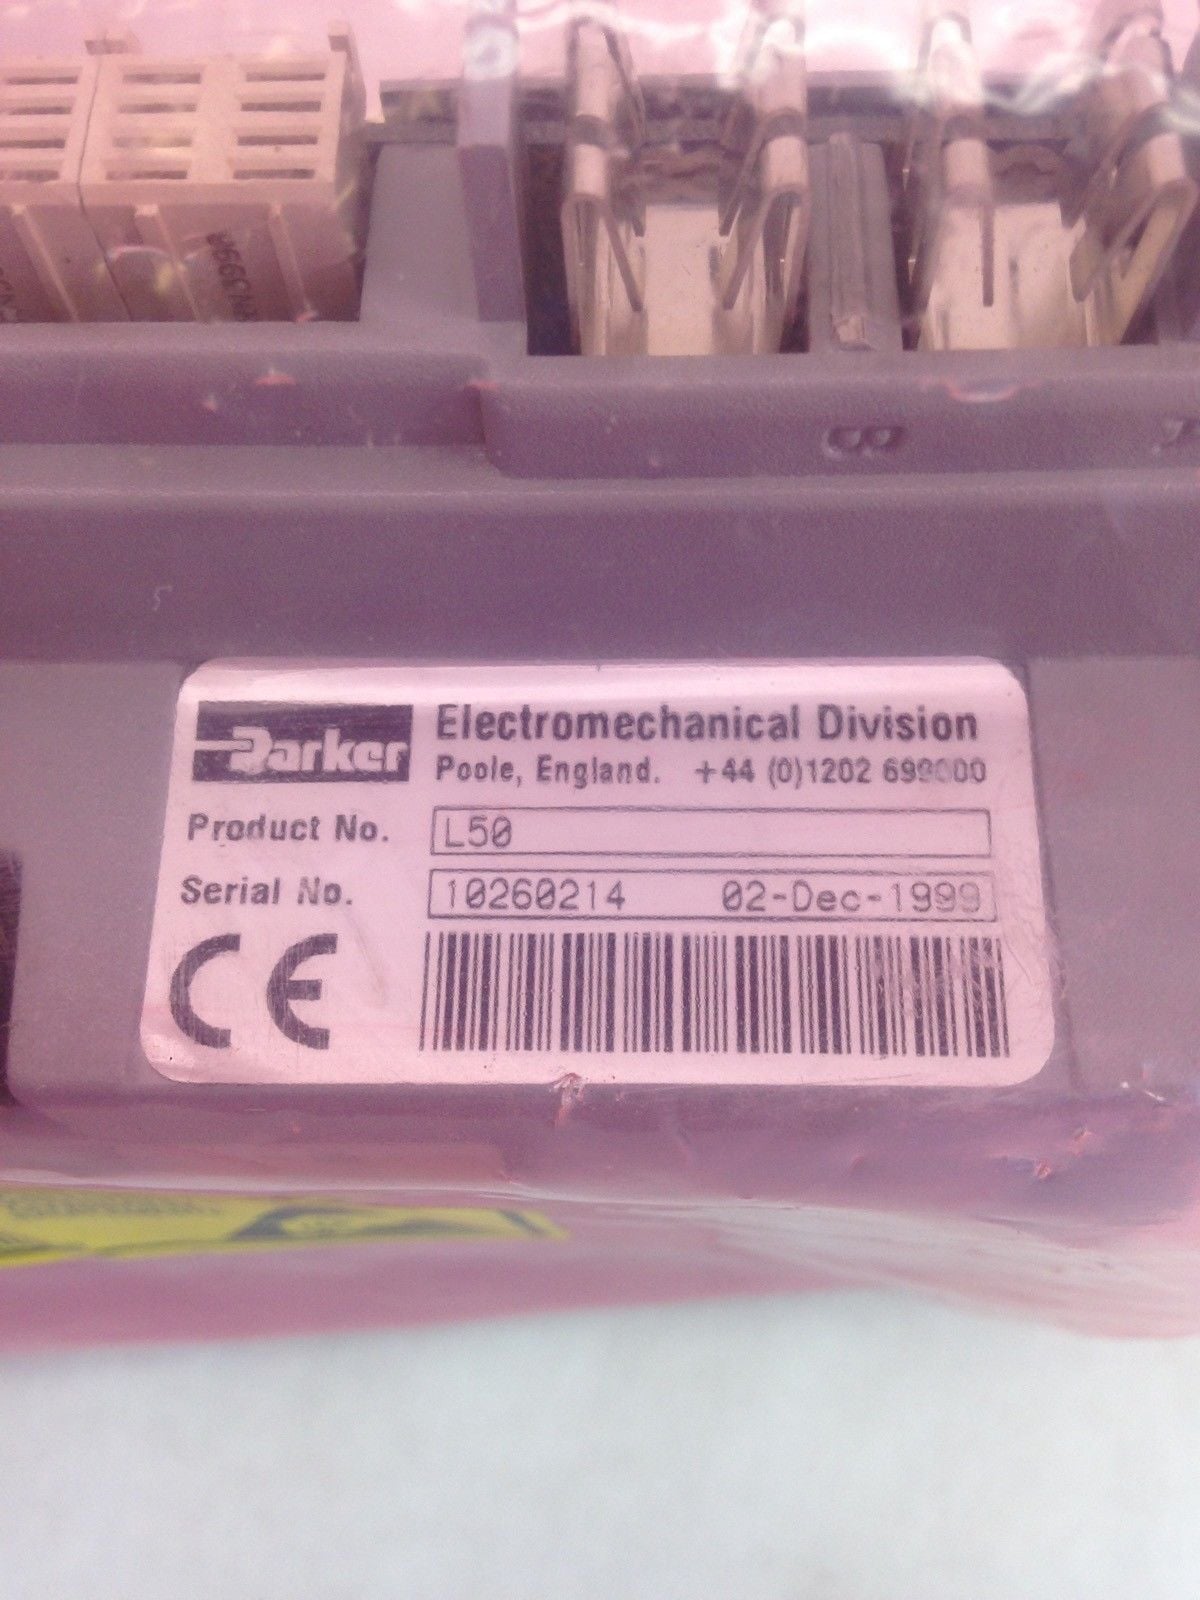 8
Parker
Electromechanical Division
Poole, England. +44 (0)1202 699000
Product No. L50
Serial No. 10260214 02-Dec-1999
CE